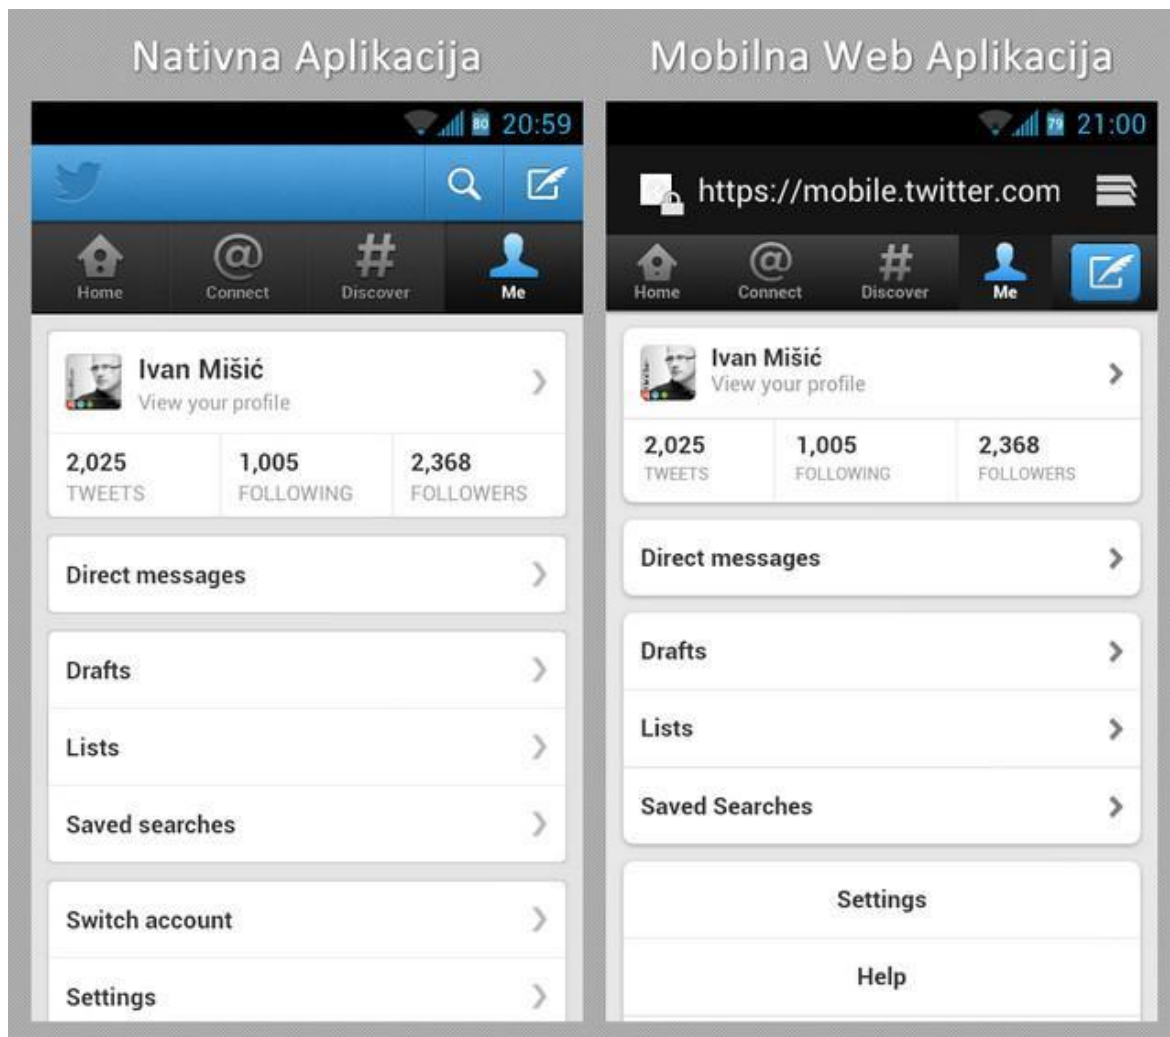 Nativna Aplikacija
80 20:59
Home
@ Connect
# Discover
Me
Ivan Mišić
View your profile
2,025 1,005 2,368
TWEETS FOLLOWING FOLLOWERS
Direct messages
Drafts
Lists
Saved searches
Switch account
Settings
Mobilna Web Aplikacija
79 21:00
https://mobile.twitter.com
Home
@ Connect
# Discover
Me
Ivan Mišić
View your profile
2,025 1,005 2,368
TWEETS FOLLOWING FOLLOWERS
Direct messages
Drafts
Lists
Saved Searches
Settings
Help